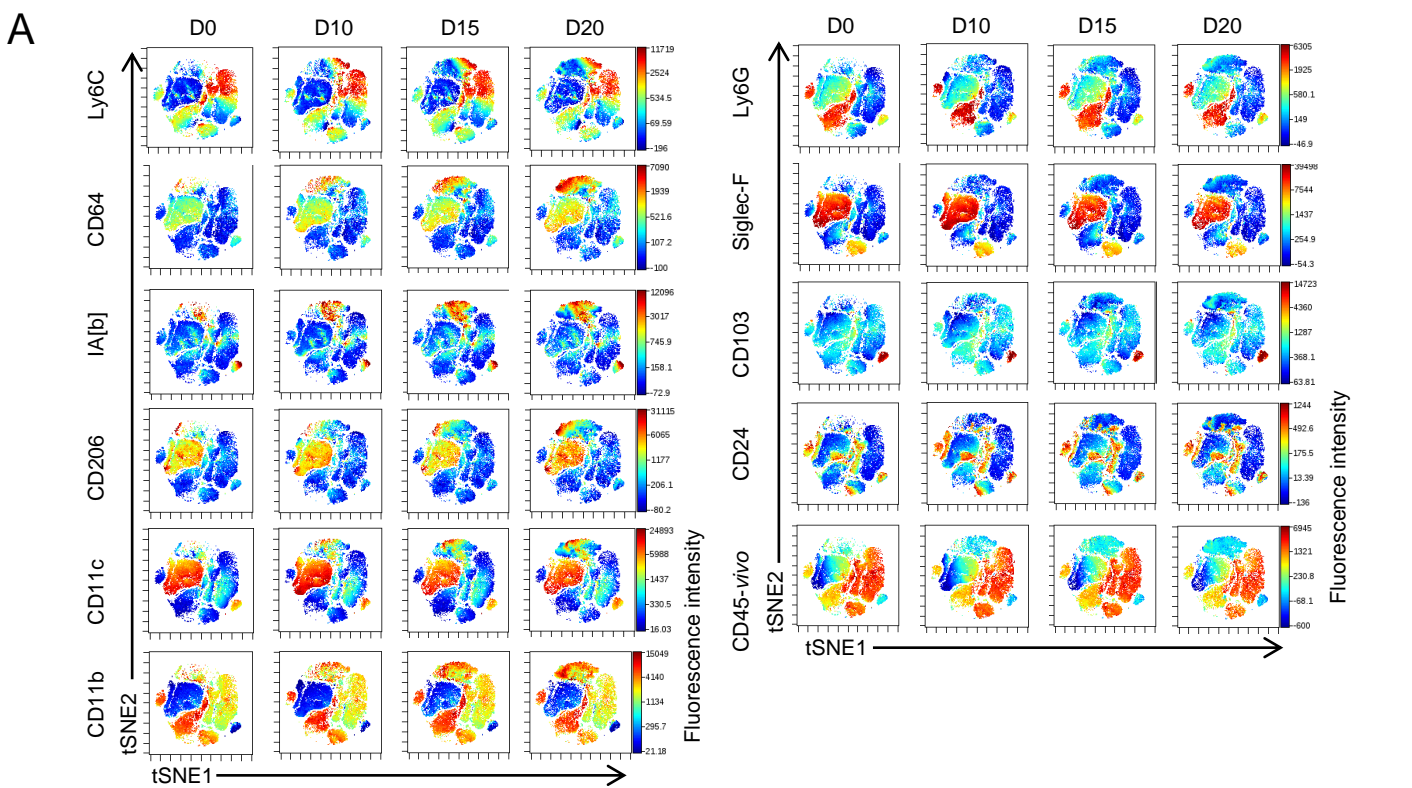 A
D0 D10 D15 D20
Ly6C
11719
2524
534.5
69.59
-196
CD64
7090
1939
521.6
107.2
-100
IA[b]
12096
3017
745.9
158.1
-72.9
CD206
31115
6065
1177
206.1
-80.2
CD11c
24893
5988
1437
330.5
16.03
CD11b
15049
4140
1134
295.7
21.18
Fluorescence intensity
tSNE2
tSNE1
D0 D10 D15 D20
Ly6G
6305
1925
580.1
149
-46.9
Siglec-F
39498
7544
1437
254.9
-54.3
CD103
14723
4360
1287
368.1
63.81
CD24
1244
492.6
175.5
13.39
-136
CD45-vivo
6945
1321
230.8
-68.1
-600
Fluorescence intensity
tSNE2
tSNE1